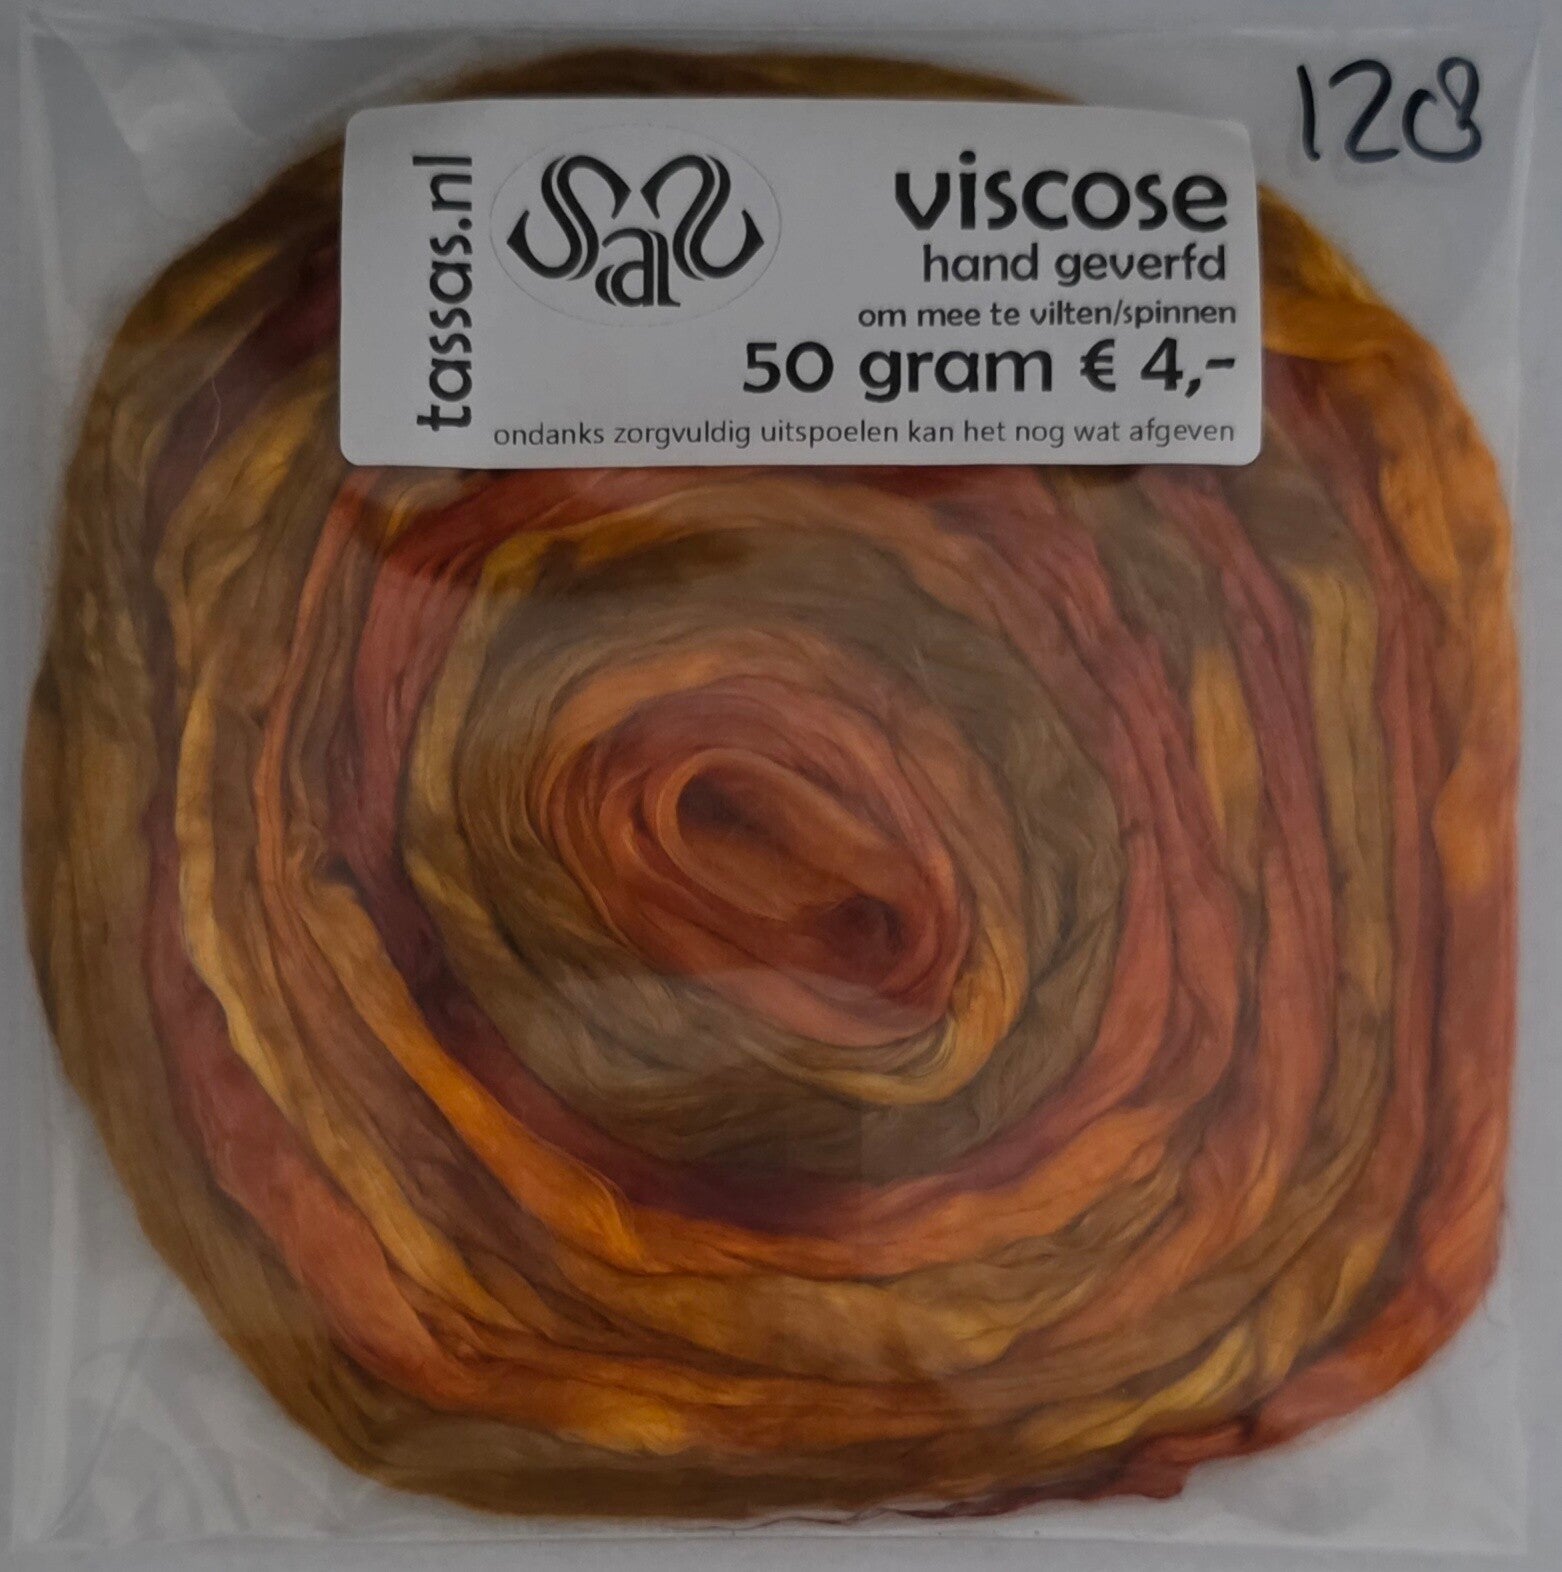 128
tassas.nl
SaS
viscose
hand geverfd
om mee te vilten/spinnen
50 gram € 4,-
ondanks zorgvuldig uitspoelen kan het nog wat afgeven